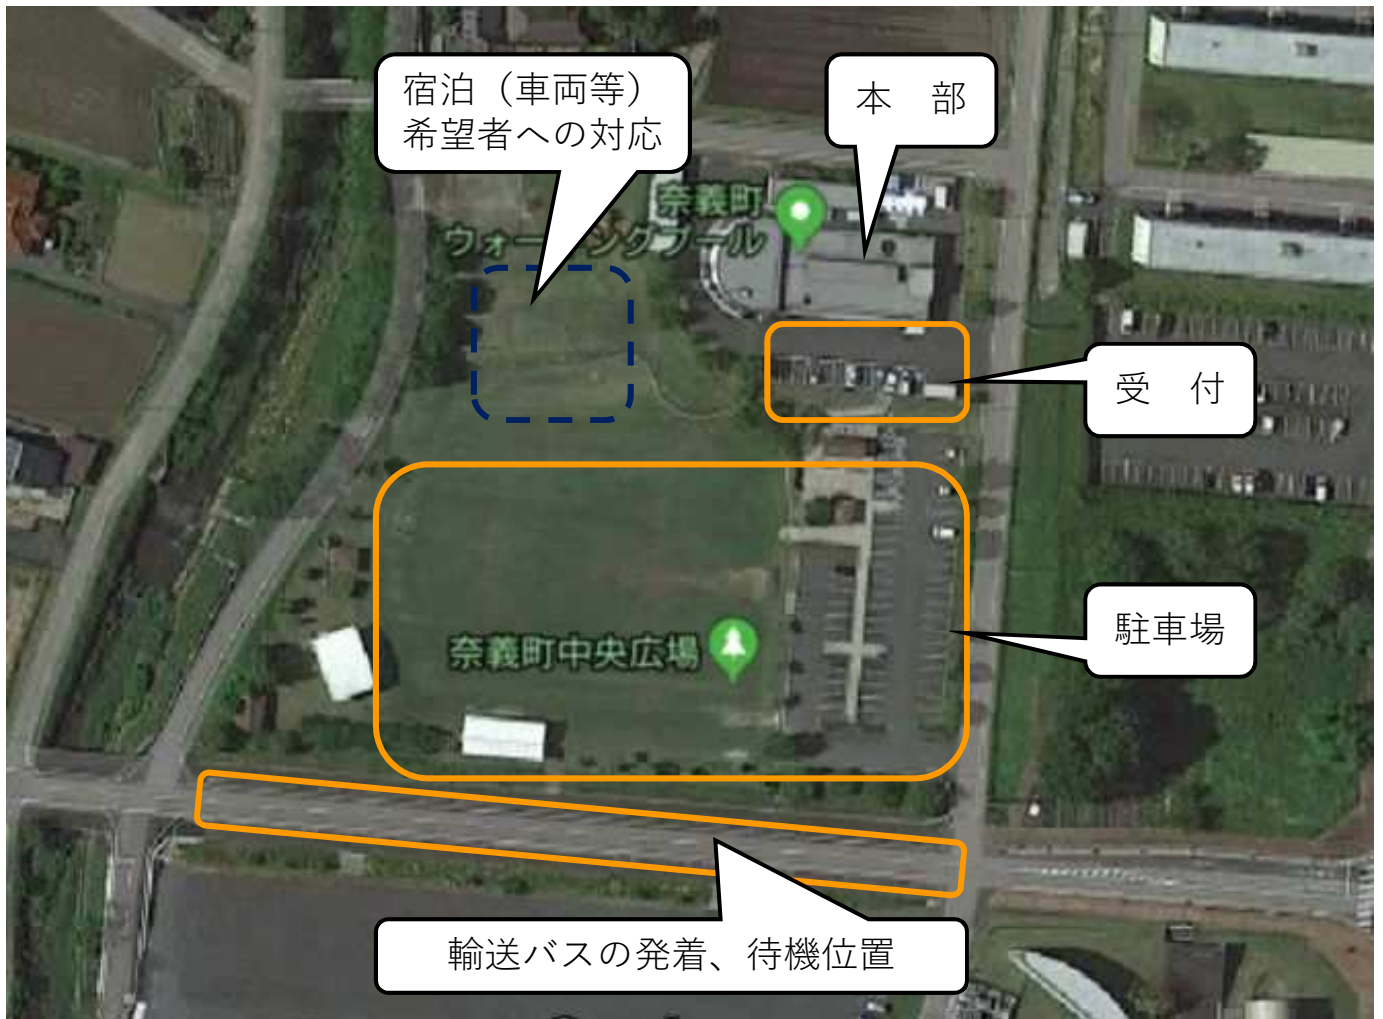 宿泊（車両等）
希望者への対応
本　部
奈義町
ウォーキングプール
受　付
奈義町中央広場
駐車場
輸送バスの発着、待機位置